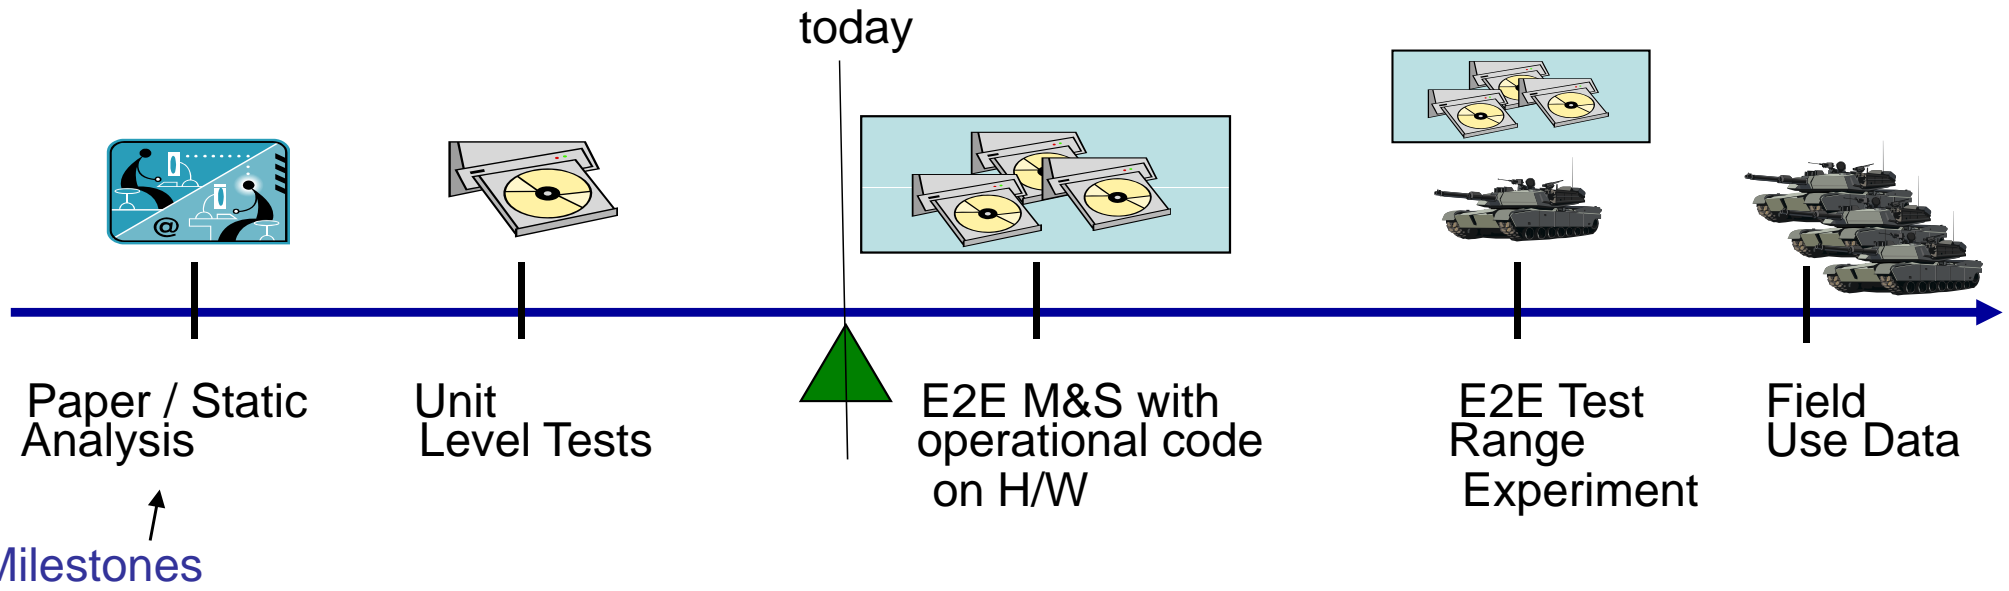 today
@
Paper / Static
Analysis
Unit
Level Tests
E2E M&S with
operational code
on H/W
E2E Test
Range
Experiment
Field
Use Data
Milestones